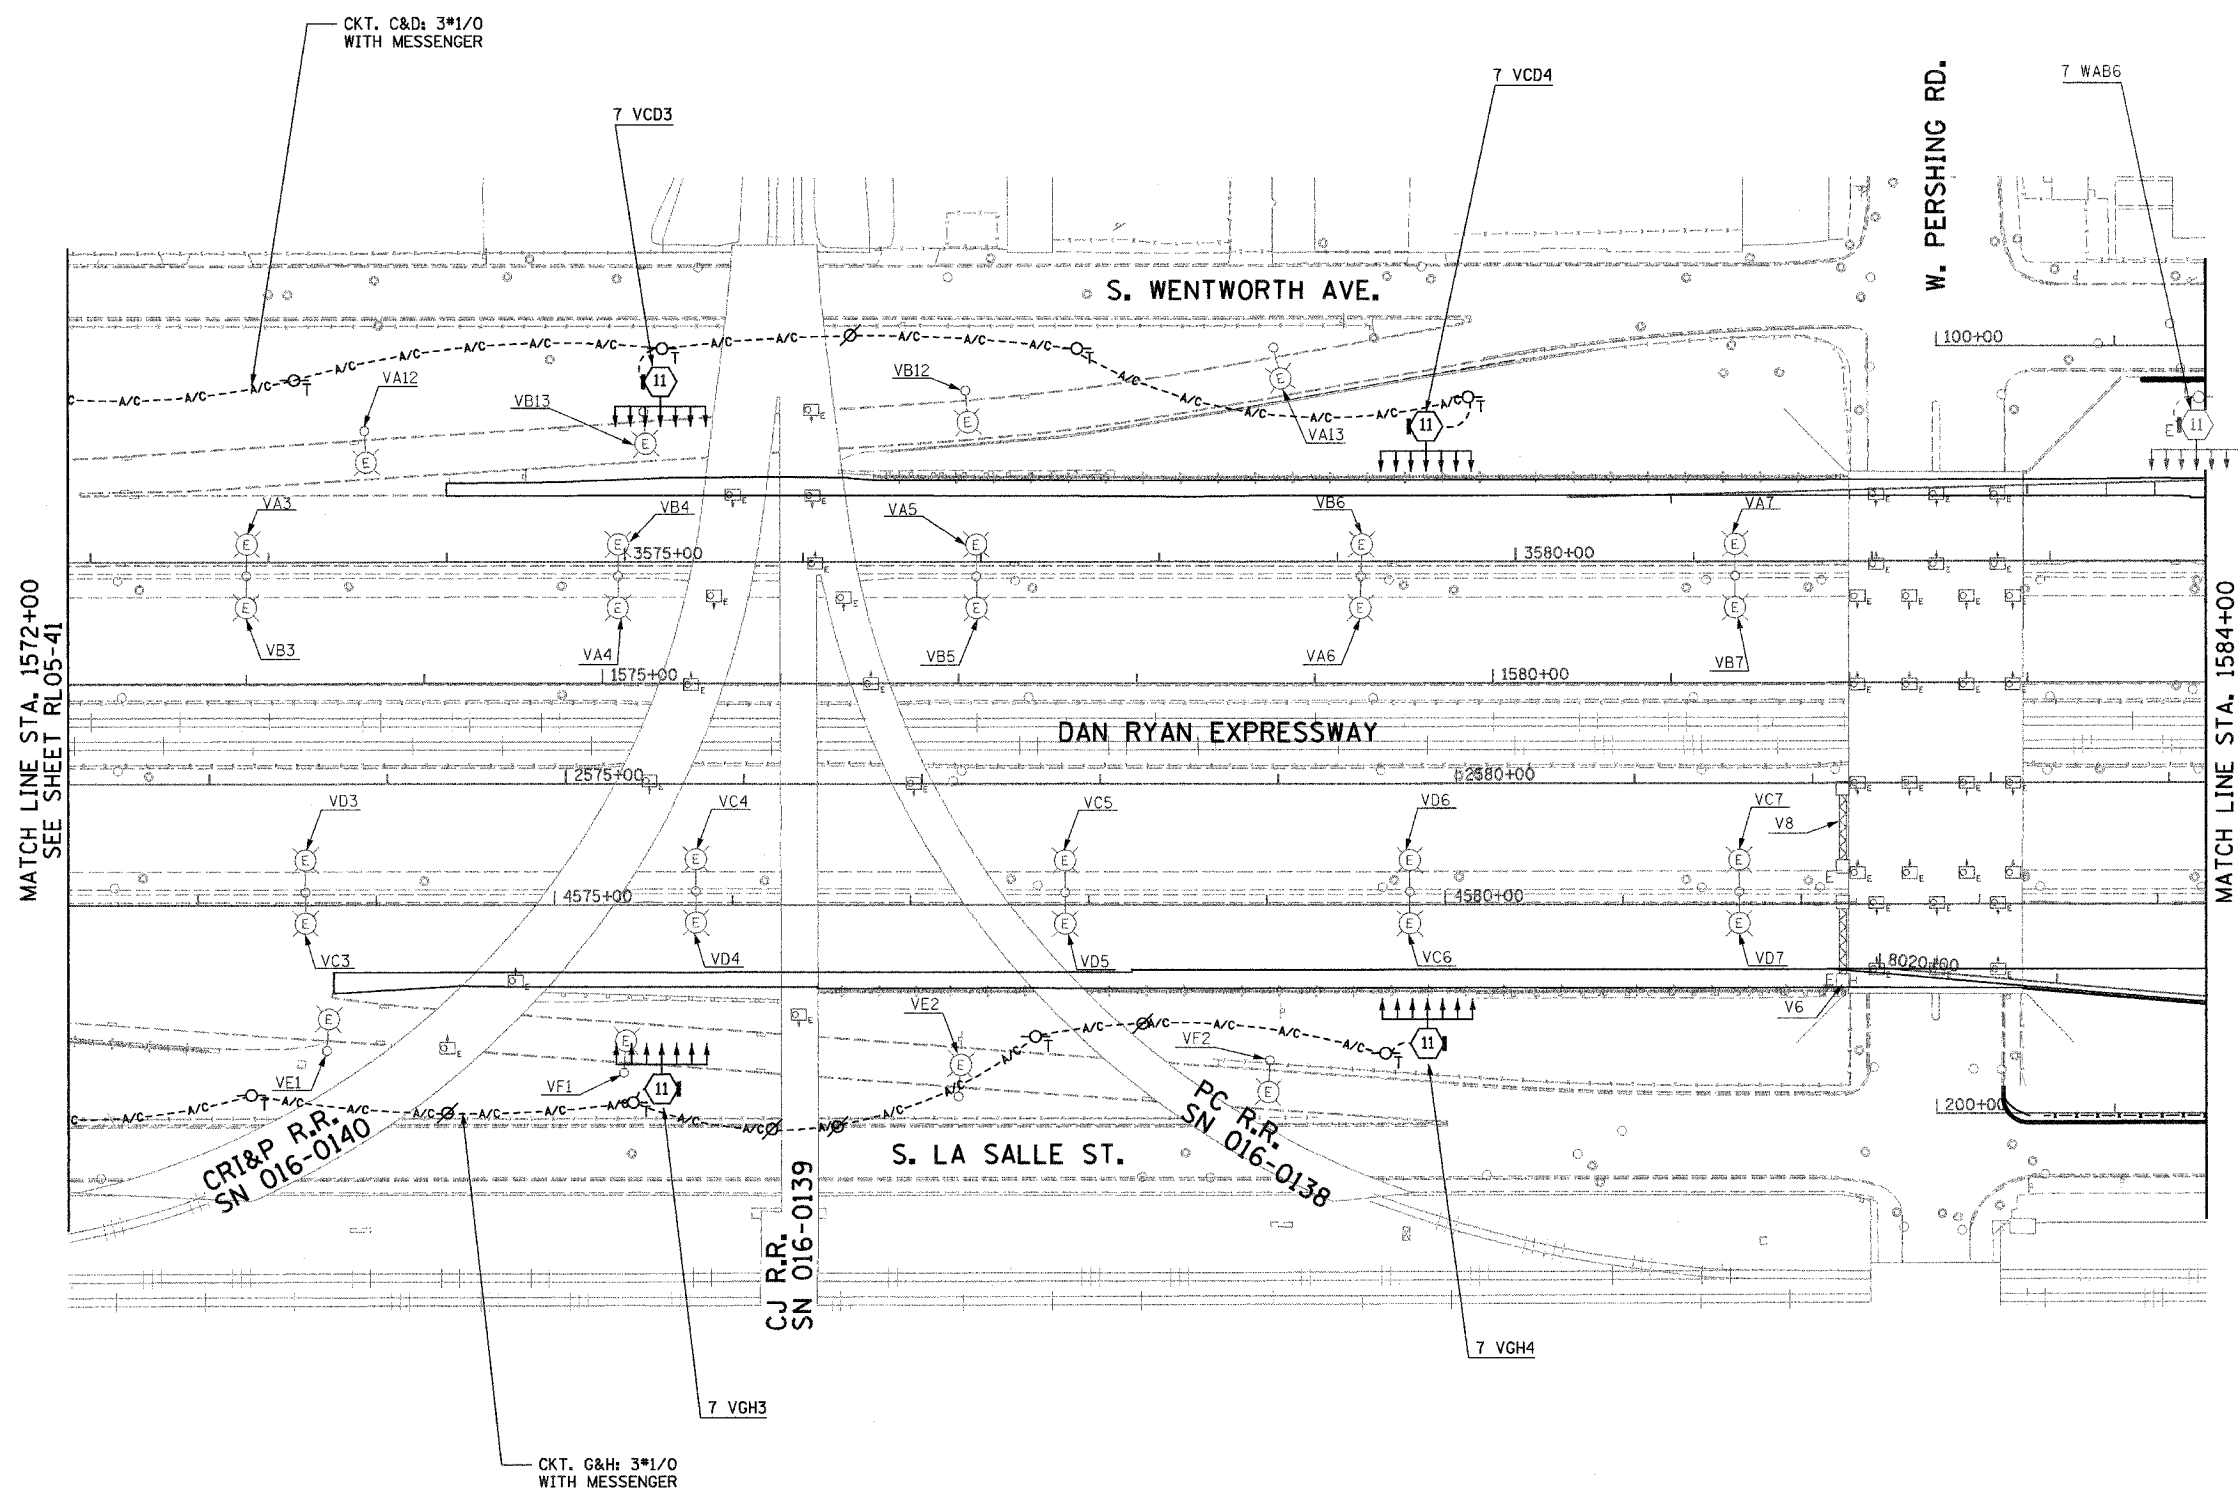 CKT. C&D: 3#1/0
WITH MESSENGER
7 VCD3
7 VCD4
W. PERSHING RD.
7 WAB6
S. WENTWORTH AVE.
100+00
A/C A/C A/C A/C A/C A/C A/C A/C A/C A/C A/C A/C A/C A/C A/C
T T T T
VA12
VB13
VB12
VA13
11
11
11
E
E E E E
VA3
VB4
VA5
VB6
VA7
E E E E E
3575+00
3580+00
E E E E E
VB3
VA4
VB5
VA6
VB7
MATCH LINE STA. 1572+00
SEE SHEET RL05-41
MATCH LINE STA. 1584+00
1575+00
1580+00
DAN RYAN EXPRESSWAY
2575+00
2580+00
VD3
VC4
VC5
VD6
VC7
V8
E E E E E
E
4575+00
4580+00
E E E E E
VC3
VD4
VD5
VC6
VD7
8020+00
E
V6
VE1
VF1
VE2
VF2
E E E E
11
11
A/C A/C A/C A/C A/C A/C A/C A/C A/C A/C A/C A/C A/C A/C A/C
T T T T
200+00
CRI&P R.R.
SN 016-0140
S. LA SALLE ST.
PC R.R.
SN 016-0138
CJ R.R.
SN 016-0139
7 VGH4
7 VGH3
CKT. G&H: 3#1/0
WITH MESSENGER